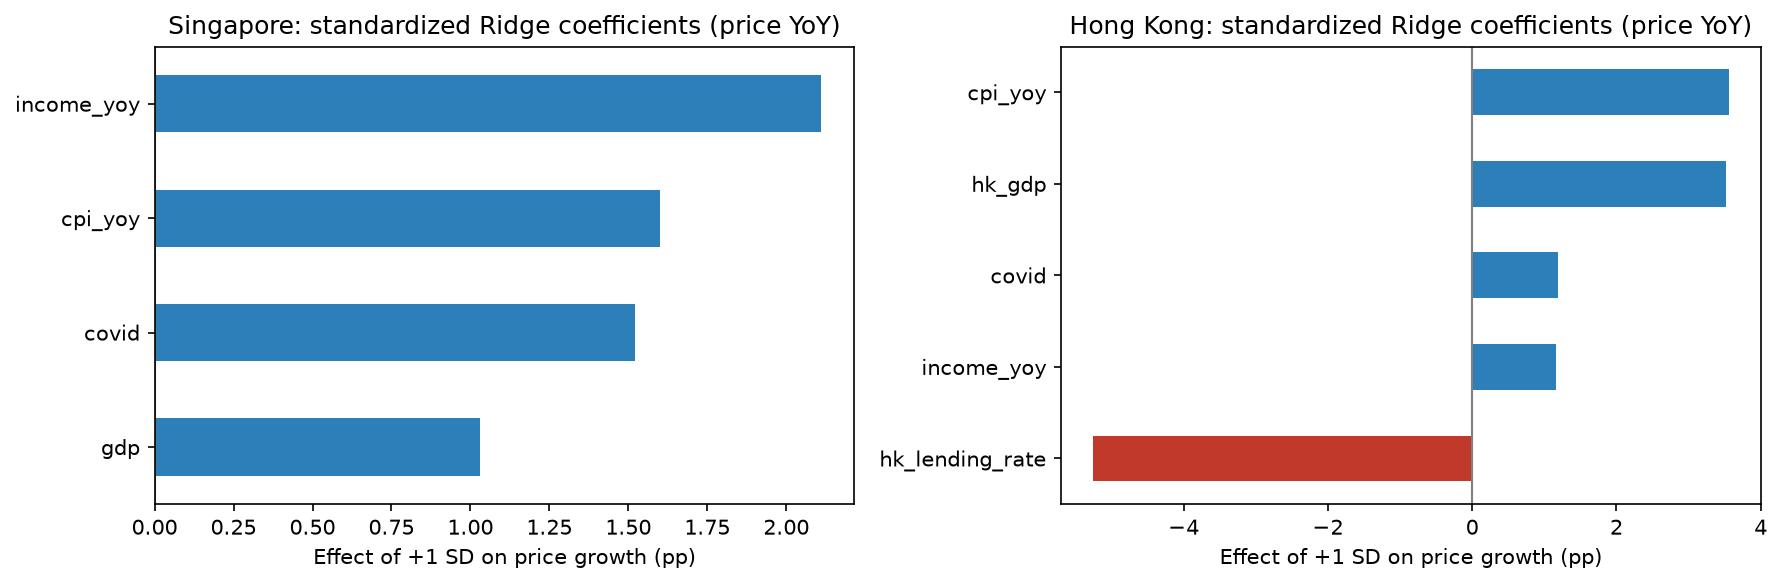 Singapore: standardized Ridge coefficients (price YoY)
income_yoy
cpi_yoy
covid
gdp
0.00 0.25 0.50 0.75 1.00 1.25 1.50 1.75 2.00
Effect of +1 SD on price growth (pp)
Hong Kong: standardized Ridge coefficients (price YoY)
cpi_yoy
hk_gdp
covid
income_yoy
hk_lending_rate
−4 −2 0 2 4
Effect of +1 SD on price growth (pp)